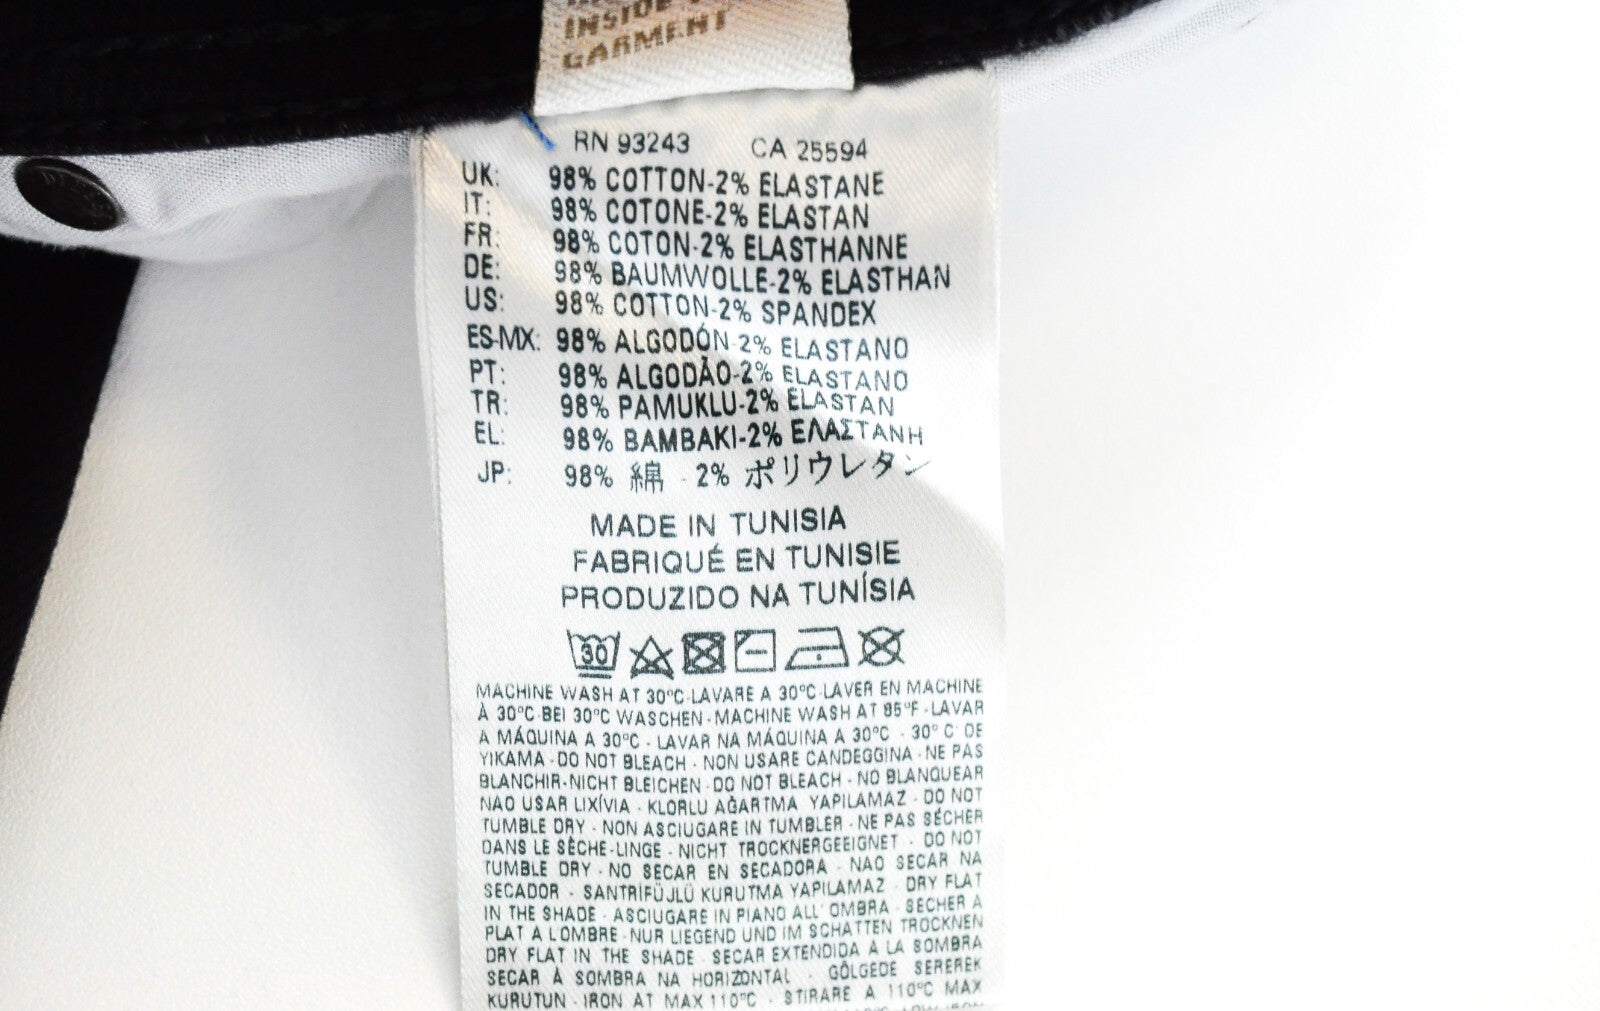 INSIDE
GARMENT
RN 93243 CA 25594
UK: 98% COTTON-2% ELASTANE
IT: 98% COTONE-2% ELASTAN
FR: 98% COTON-2% ELASTHANNE
DE: 98% BAUMWOLLE-2% ELASTHAN
US: 98% COTTON-2% SPANDEX
ES-MX: 98% ALGODÓN-2% ELASTANO
PT: 98% ALGODÃO-2% ELASTANO
TR: 98% PAMUKLU-2% ELASTAN
EL: 98% BAMBAKI-2% ΕΛΑΣΤΑΝΗ
JP: 98% 綿 - 2% ポリウレタン
MADE IN TUNISIA
FABRIQUÉ EN TUNISIE
PRODUZIDO NA TUNÍSIA
30
MACHINE WASH AT 30°C-LAVARE A 30°C-LAVER EN MACHINE
À 30°C-BEI 30°C WASCHEN-MACHINE WASH AT 85°F-LAVAR
A MÁQUINA A 30°C - LAVAR NA MÁQUINA A 30°C - 30° C' DE
YIKAMA-DO NOT BLEACH - NON USARE CANDEGGINA-NE PAS
BLANCHIR-NICHT BLEICHEN-DO NOT BLEACH - NO BLANQUEAR
NAO USAR LIXÍVIA - KLORLU AĞARTMA YAPILAMAZ - DO NOT
TUMBLE DRY - NON ASCIUGARE IN TUMBLER-NE PAS SÉCHER
DANS LE SÈCHE-LINGE - NICHT TROCKNERGEEIGNET - DO NOT
TUMBLE DRY - NO SECAR EN SECADORA - NAO SECAR NA
SECADOR - SANTRİFÜJLÜ KURUTMA YAPILAMAZ - DRY FLAT
IN THE SHADE - ASCIUGARE IN PIANO ALL' OMBRA - SÉCHER A
PLAT A LOMBRE-NUR LIEGEND UND IM SCHATTEN TROCKNEN
DRY FLAT IN THE SHADE - SECAR EXTENDIDA A LA SOMBRA
SECAR À SOMBRA NA HORIZONTAL - GÖLGEDE SEREREK
KURUTUN - IRON AT MAX 110°C - STIRARE A 110°C MAX